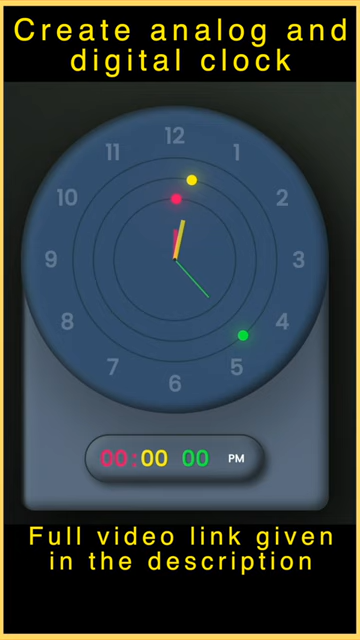 Create analog and
digital clock
12
11
1
10
2
9
3
8
4
7
5
6
00:00 00 PM
Full video link given
in the description